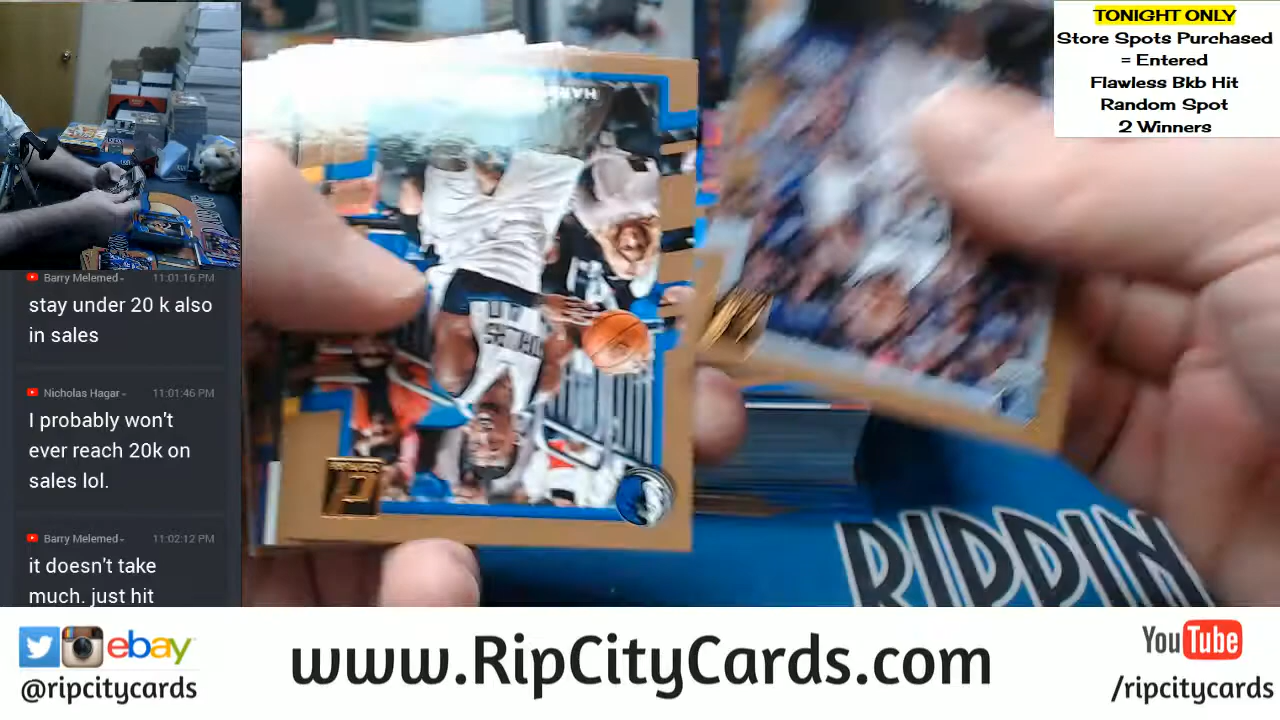 TONIGHT ONLY
Store Spots Purchased
= Entered
Flawless Bkb Hit
Random Spot
2 Winners
Barry Melemed 11:01:16 PM
stay under 20 k also
in sales
Nicholas Hagar 11:01:46 PM
I probably won't
ever reach 20k on
sales lol.
Barry Melemed 11:02:12 PM
it doesn't take
much. just hit
RIPPIN
ebay
@ripcitycards
www.RipCityCards.com
YouTube
/ripcitycards